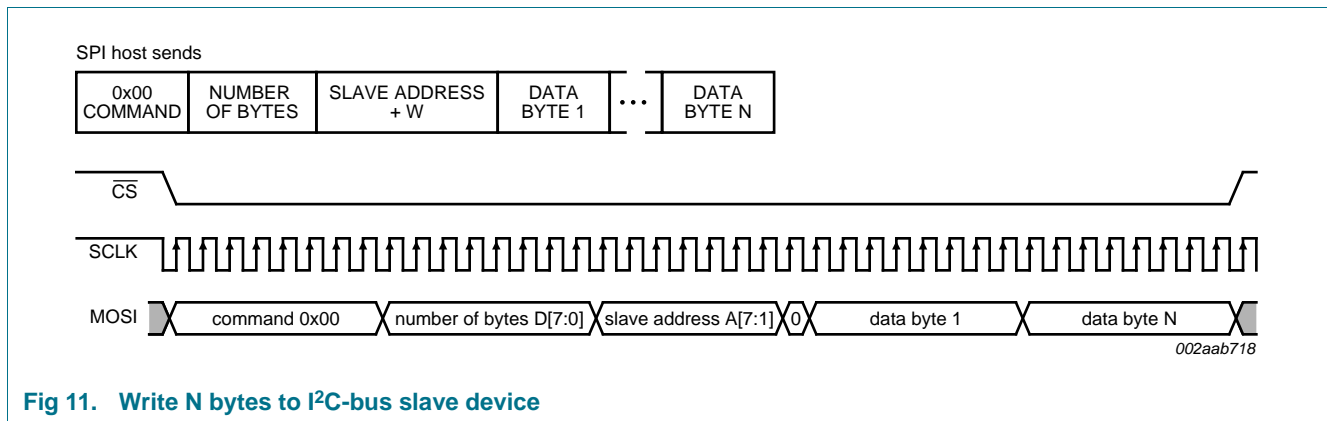 SPI host sends
0x00 COMMAND
NUMBER OF BYTES
SLAVE ADDRESS + W
DATA BYTE 1
...
DATA BYTE N
CS
SCLK
MOSI
command 0x00
number of bytes D[7:0]
slave address A[7:1]
0
data byte 1
data byte N
002aab718
Fig 11. Write N bytes to I²C-bus slave device